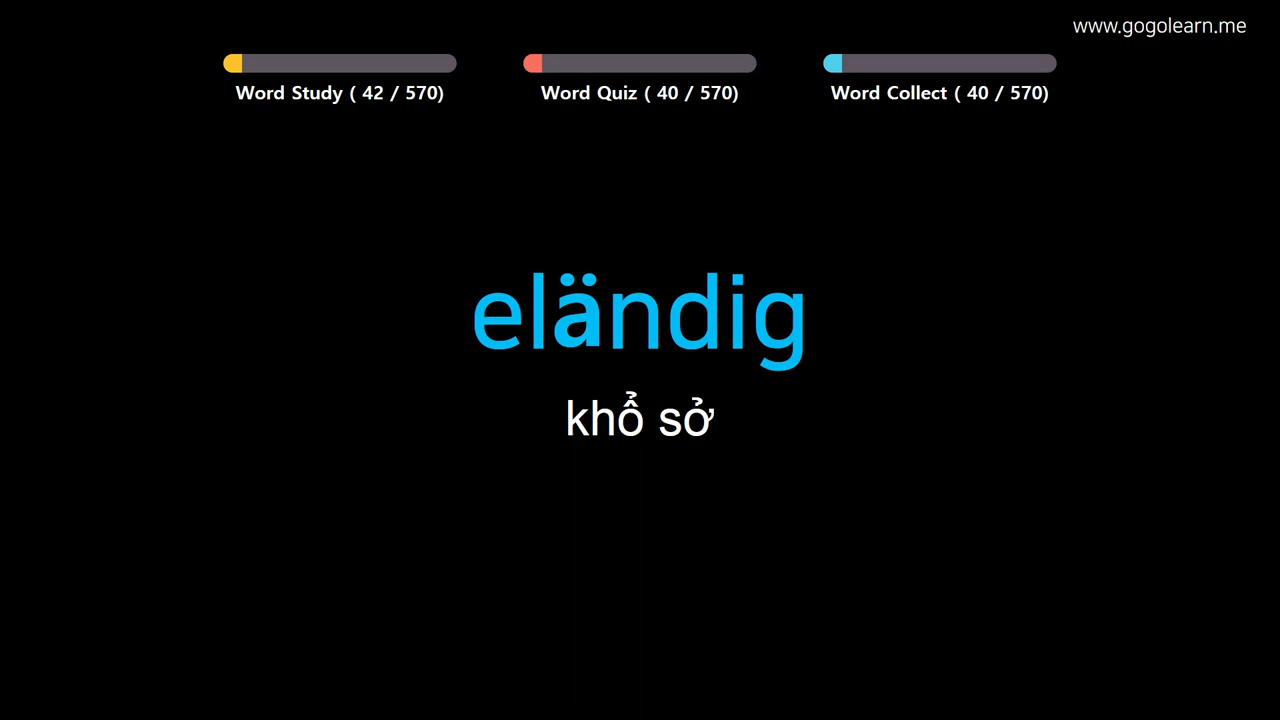 www.gogolearn.me
Word Study ( 42 / 570)
Word Quiz ( 40 / 570)
Word Collect ( 40 / 570)
eländig
khổ sở